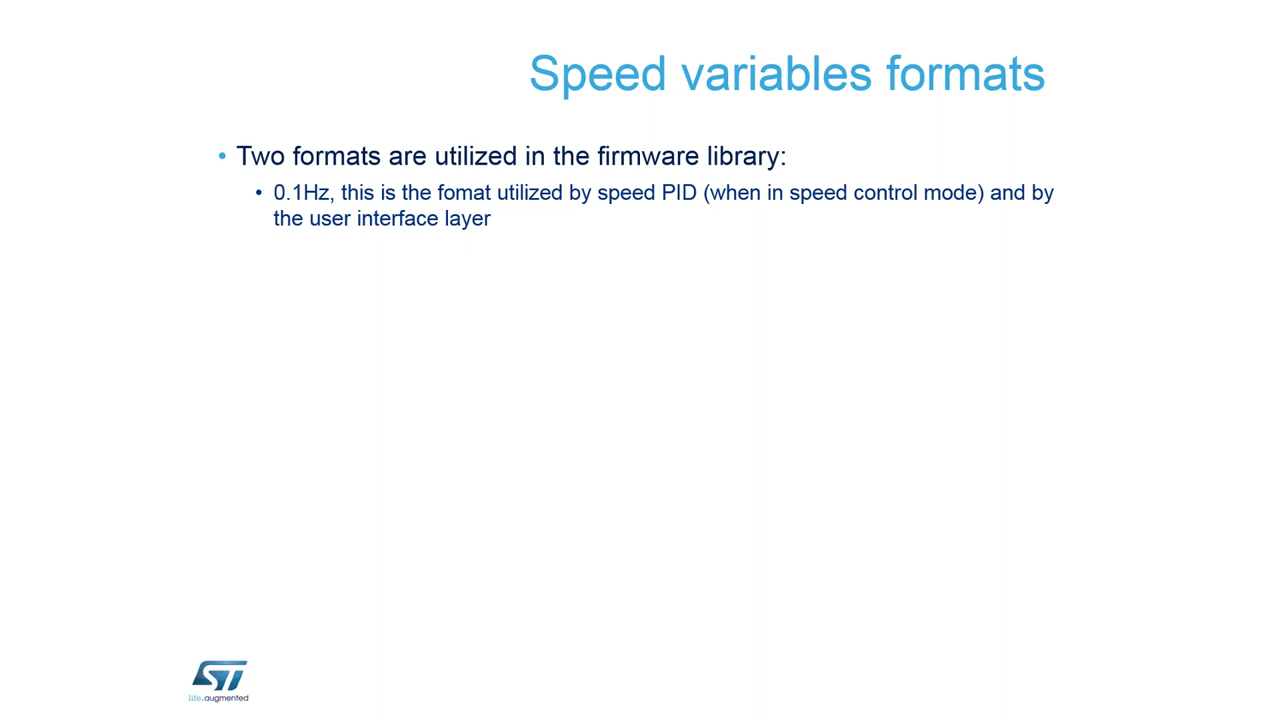 Speed variables formats
• Two formats are utilized in the firmware library:
• 0.1Hz, this is the fomat utilized by speed PID (when in speed control mode) and by
the user interface layer
ST
life.augmented